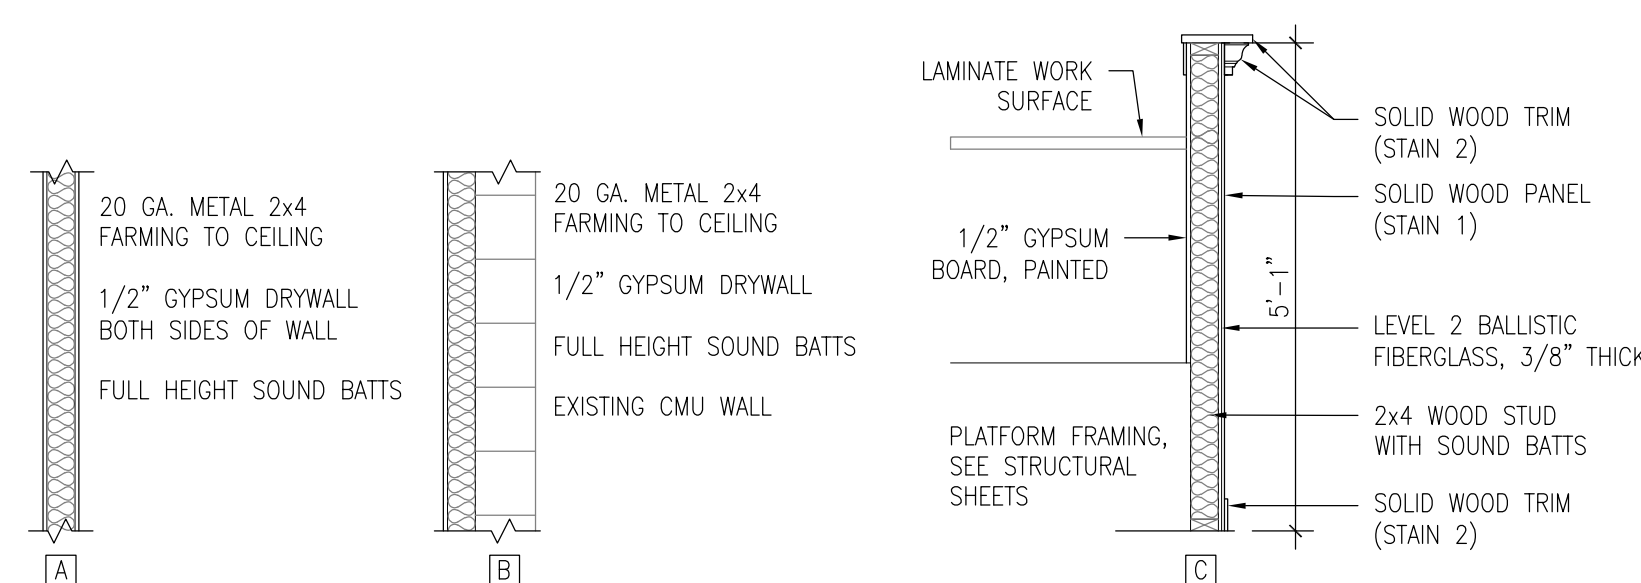 20 GA. METAL 2x4
FARMING TO CEILING
1/2" GYPSUM DRYWALL
BOTH SIDES OF WALL
FULL HEIGHT SOUND BATTS
A
20 GA. METAL 2x4
FARMING TO CEILING
1/2" GYPSUM DRYWALL
FULL HEIGHT SOUND BATTS
EXISTING CMU WALL
B
LAMINATE WORK
SURFACE
1/2" GYPSUM
BOARD, PAINTED
PLATFORM FRAMING,
SEE STRUCTURAL
SHEETS
5'-1"
SOLID WOOD TRIM
(STAIN 2)
SOLID WOOD PANEL
(STAIN 1)
LEVEL 2 BALLISTIC
FIBERGLASS, 3/8" THICK
2x4 WOOD STUD
WITH SOUND BATTS
SOLID WOOD TRIM
(STAIN 2)
C